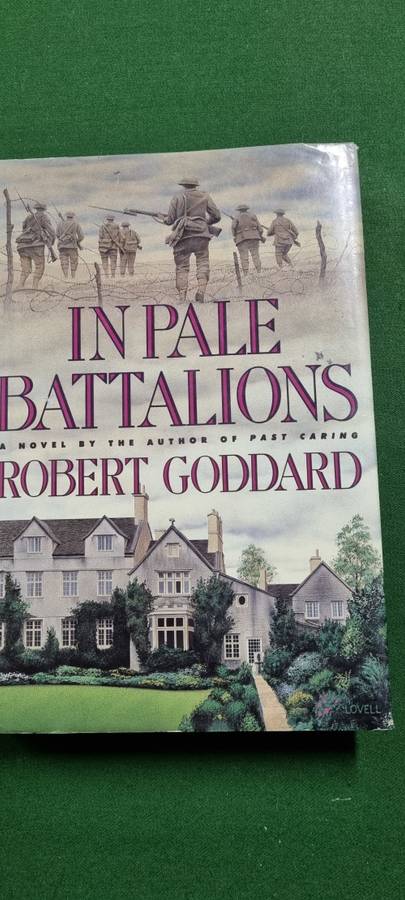 IN PALE
BATTALIONS
A NOVEL BY THE AUTHOR OF PAST CARING
ROBERT GODDARD
LOVELL